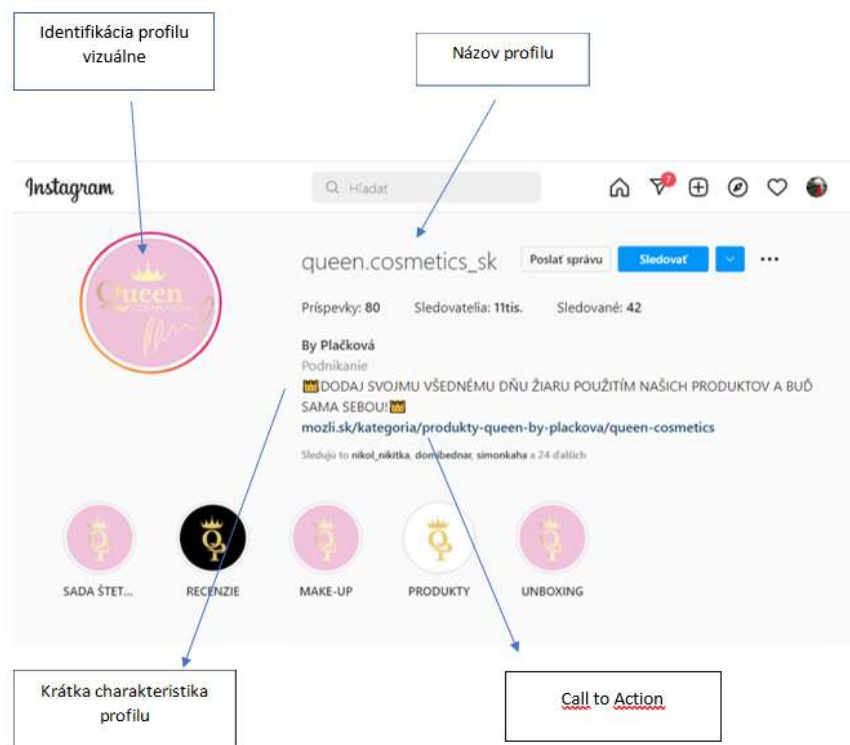 Identifikácia profilu
vizuálne
Názov profilu
Instagram
Hľadať
7
Queen
COSMETICS
queen.cosmetics_sk
Poslať správu
Sledovať
Príspevky: 80 Sledovatelia: 11tis. Sledované: 42
By Plačková
Podnikanie
👑DODAJ SVOJMU VŠEDNÉMU DŇU ŽIARU POUŽITÍM NAŠICH PRODUKTOV A BUĎ
SAMA SEBOU!👑
mozli.sk/kategoria/produkty-queen-by-plackova/queen-cosmetics
Sledujú to nikol_nikitka, domibednar, simonkaha a 24 ďalších
SADA ŠTET...
RECENZIE
MAKE-UP
PRODUKTY
UNBOXING
Krátka charakteristika
profilu
Call to Action